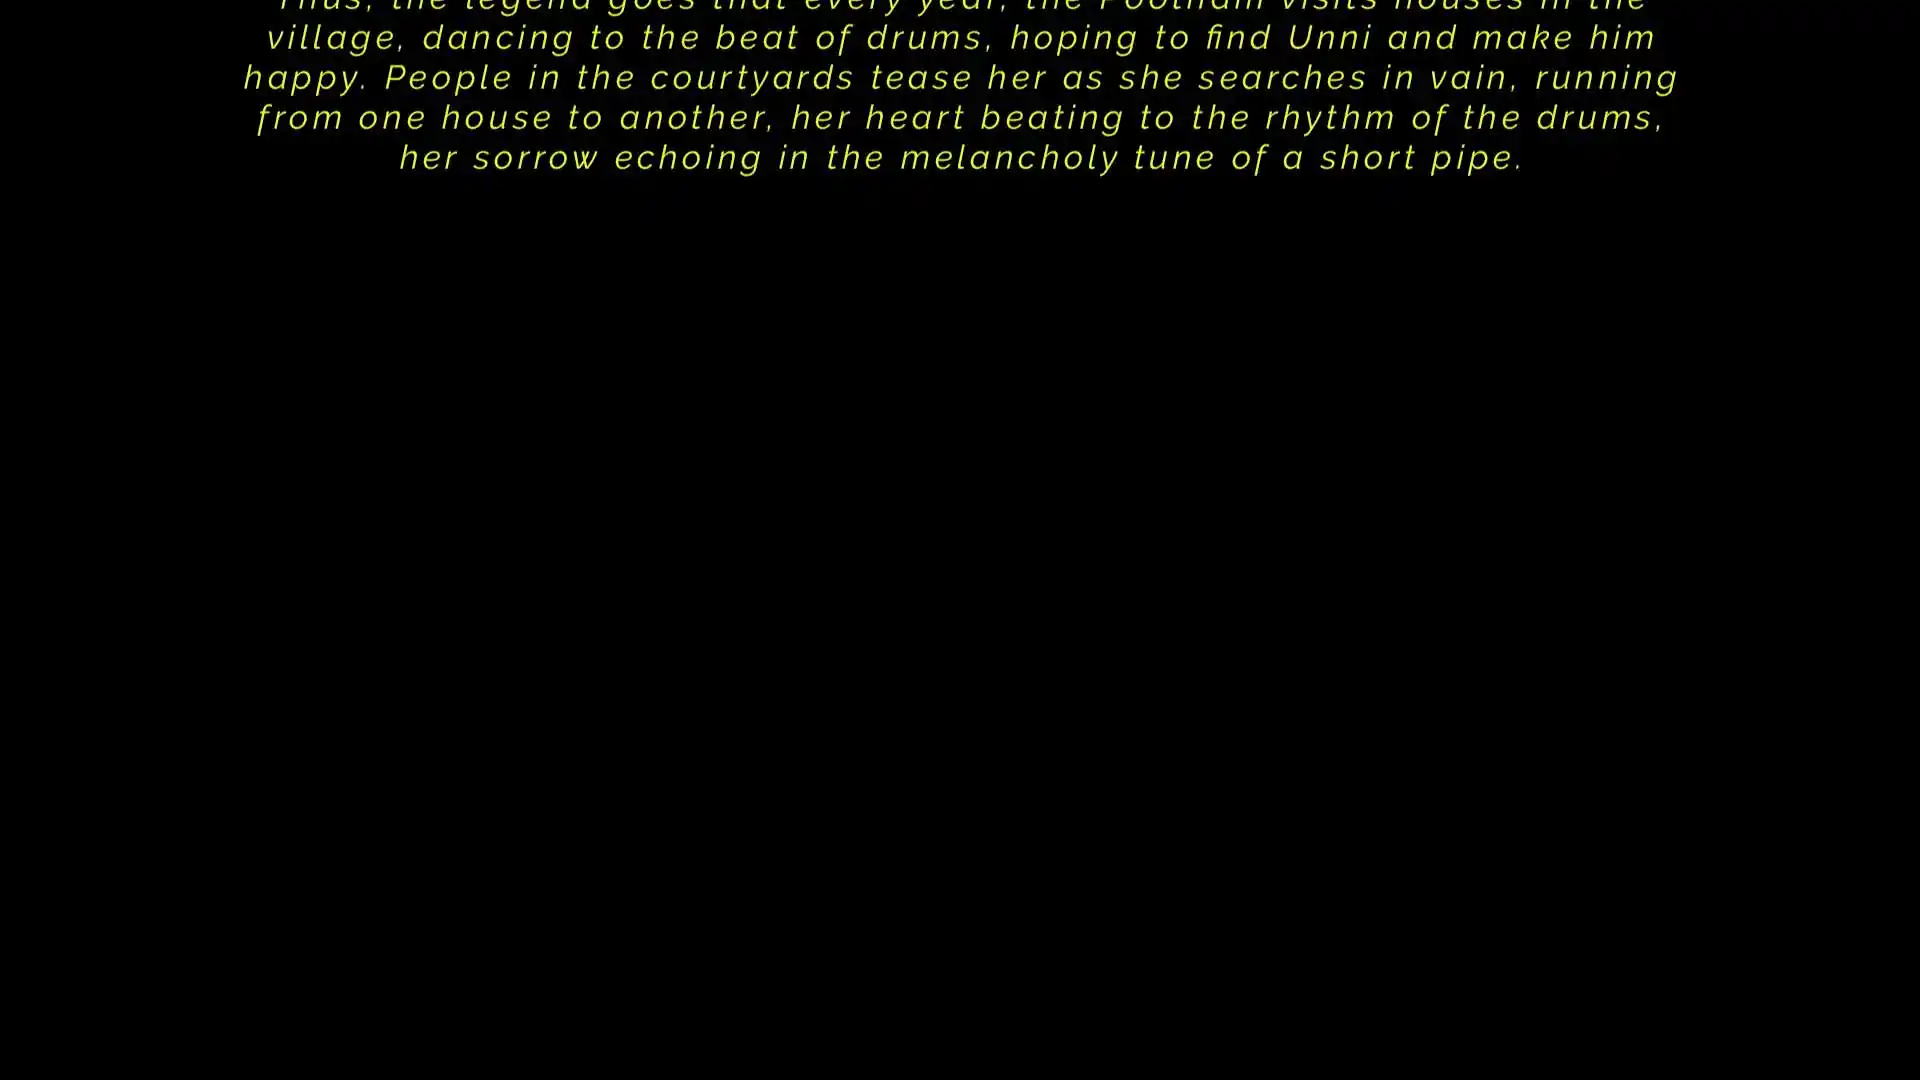 Thus, the legend goes that every year, the Pootham visits houses in the
village, dancing to the beat of drums, hoping to find Unni and make him
happy. People in the courtyards tease her as she searches in vain, running
from one house to another, her heart beating to the rhythm of the drums,
her sorrow echoing in the melancholy tune of a short pipe.